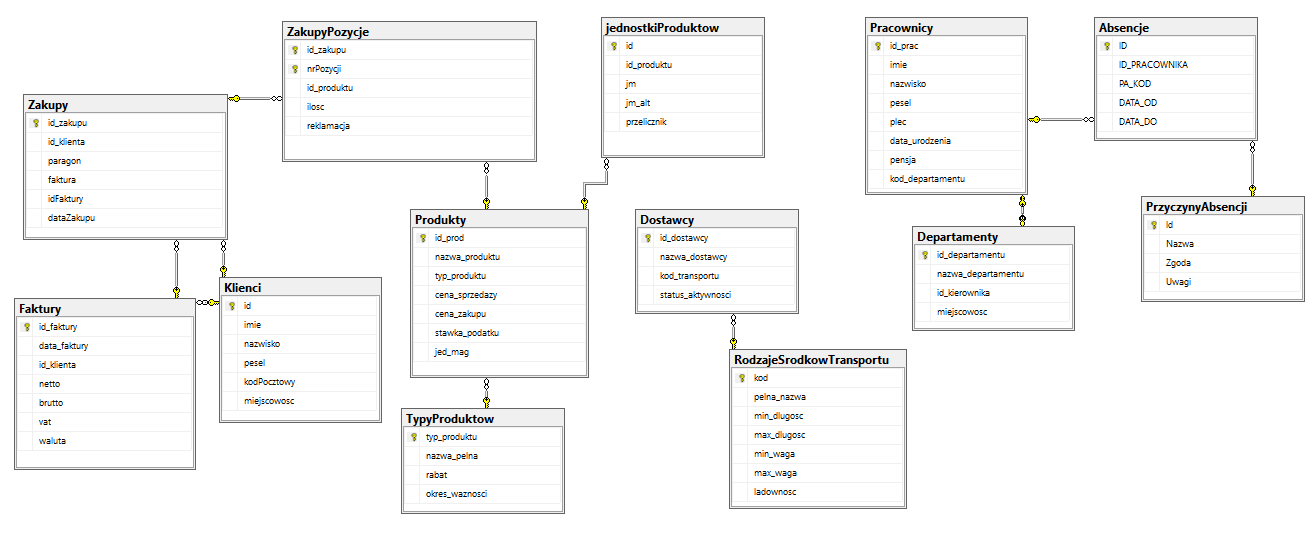 Zakupy
id_zakupu
id_klienta
paragon
faktura
idFaktury
dataZakupu
ZakupyPozycje
id_zakupu
nrPozycji
id_produktu
ilosc
reklamacja
jednostkiProduktow
id
id_produktu
jm
jm_alt
przelicznik
Pracownicy
id_prac
imie
nazwisko
pesel
plec
data_urodzenia
pensja
kod_departamentu
Absencje
ID
ID_PRACOWNIKA
PA_KOD
DATA_OD
DATA_DO
Faktury
id_faktury
data_faktury
id_klienta
netto
brutto
vat
waluta
Klienci
id
imie
nazwisko
pesel
kodPocztowy
miejscowosc
Produkty
id_prod
nazwa_produktu
typ_produktu
cena_sprzedazy
cena_zakupu
stawka_podatku
jed_mag
Dostawcy
id_dostawcy
nazwa_dostawcy
kod_transportu
status_aktywnosci
Departamenty
id_departamentu
nazwa_departamentu
id_kierownika
miejscowosc
PrzyczynyAbsencji
Id
Nazwa
Zgoda
Uwagi
TypyProduktow
typ_produktu
nazwa_pelna
rabat
okres_waznosci
RodzajeSrodkowTransportu
kod
pelna_nazwa
min_dlugosc
max_dlugosc
min_waga
max_waga
ladownosc